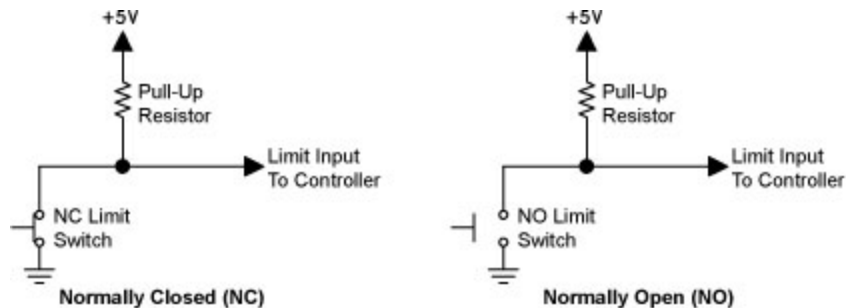 +5V
Pull-Up
Resistor
Limit Input
To Controller
NC Limit
Switch
Normally Closed (NC)
+5V
Pull-Up
Resistor
Limit Input
To Controller
NO Limit
Switch
Normally Open (NO)